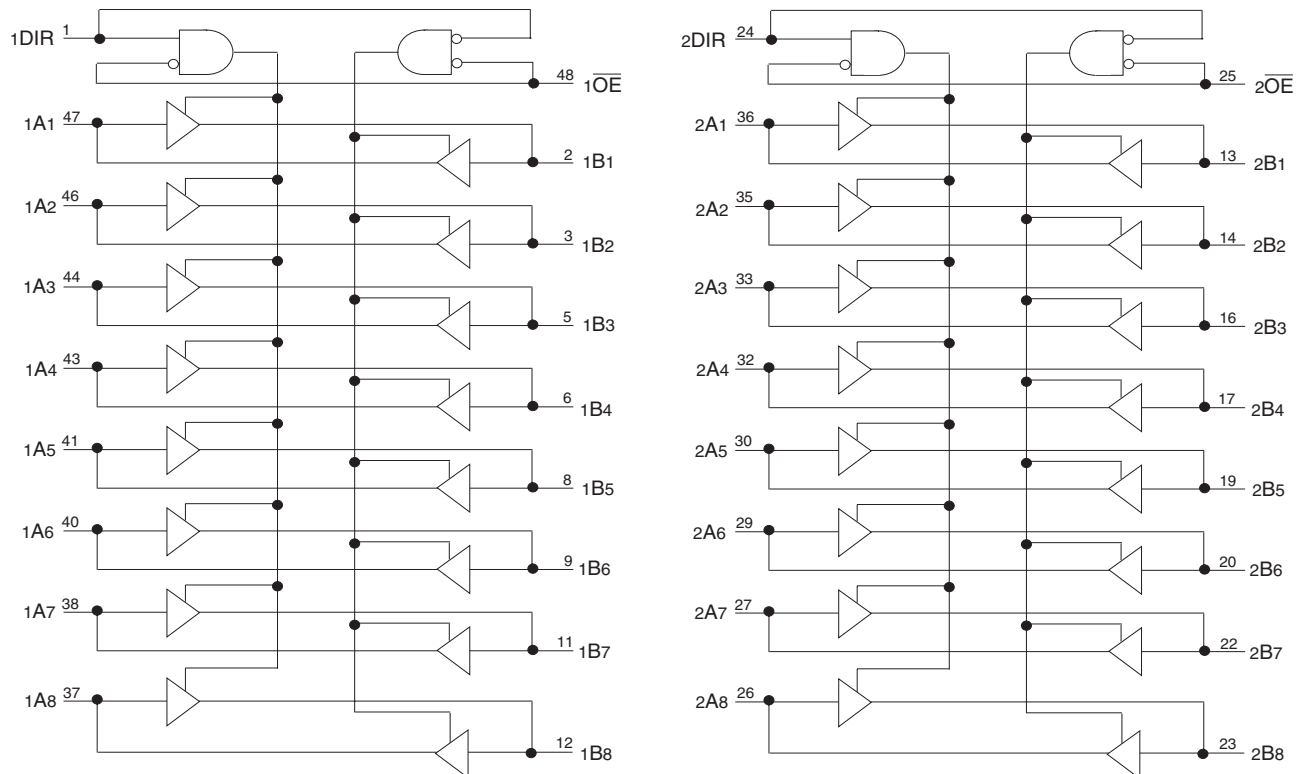 1DIR 1
48 1O̅E̅
1A1 47
2 1B1
1A2 46
3 1B2
1A3 44
5 1B3
1A4 43
6 1B4
1A5 41
8 1B5
1A6 40
9 1B6
1A7 38
11 1B7
1A8 37
12 1B8
2DIR 24
25 2O̅E̅
2A1 36
13 2B1
2A2 35
14 2B2
2A3 33
16 2B3
2A4 32
17 2B4
2A5 30
19 2B5
2A6 29
20 2B6
2A7 27
22 2B7
2A8 26
23 2B8